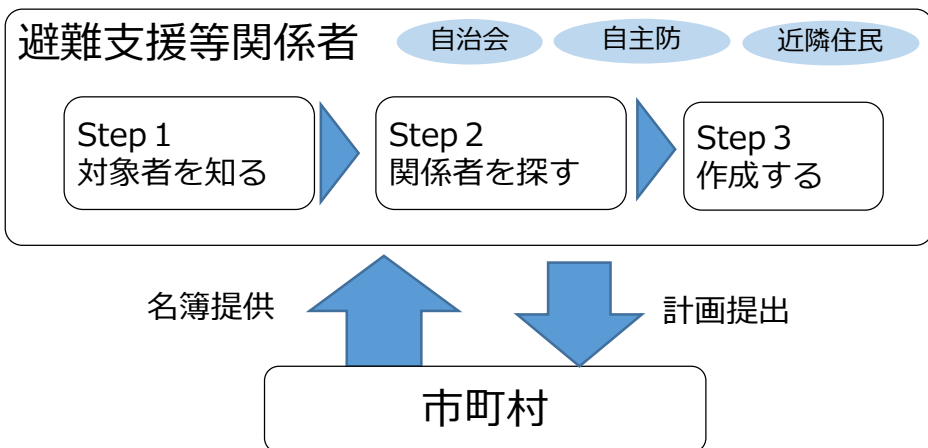 避難支援等関係者
自治会
自主防
近隣住民
Step 1
対象者を知る
Step 2
関係者を探す
Step 3
作成する
名簿提供
計画提出
市町村